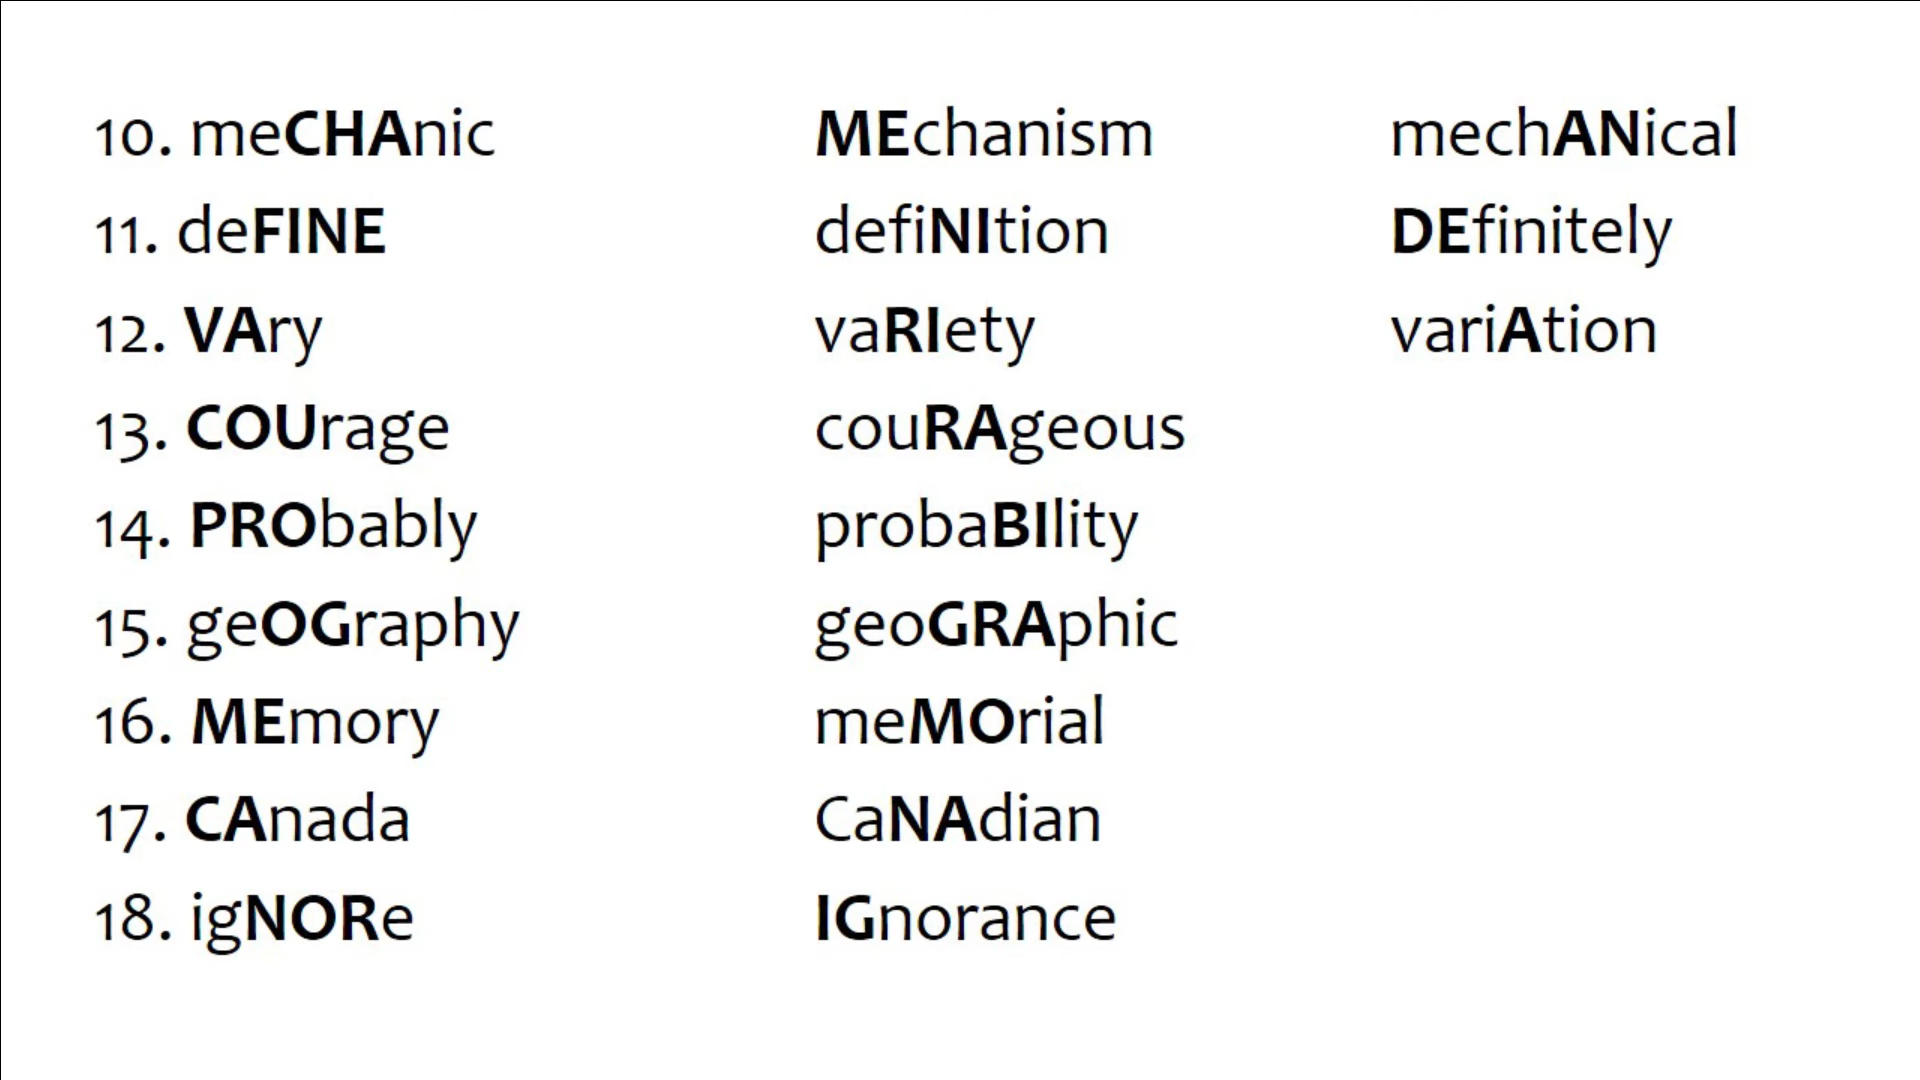 10. meCHAnic MEchanism mechANical
11. deFINE defiNItion DEfinitely
12. VAry vaRIety variAtion
13. COUrage couRAgeous
14. PRObably probaBIlity
15. geOGraphy geoGRAphic
16. MEmory meMOrial
17. CAnada CaNAdian
18. igNORe IGnorance